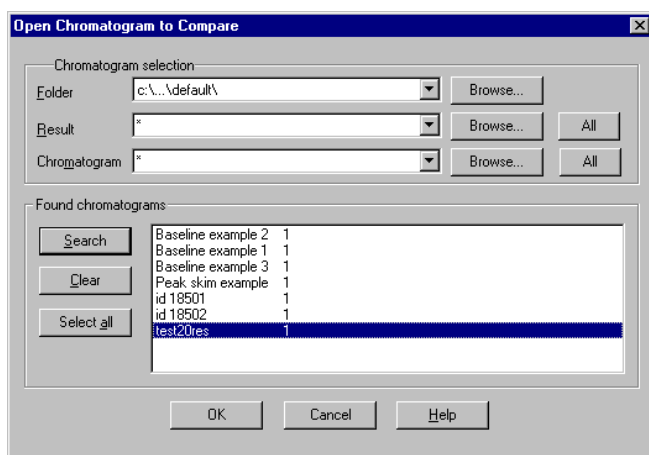 Open Chromatogram to Compare
Chromatogram selection
Folder c:\...\default\ Browse...
Result * Browse... All
Chromatogram * Browse... All
Found chromatograms
Search
Clear
Select all
Baseline example 2 1
Baseline example 1 1
Baseline example 3 1
Peak skim example 1
id 18501 1
id 18502 1
test20res 1
OK Cancel Help